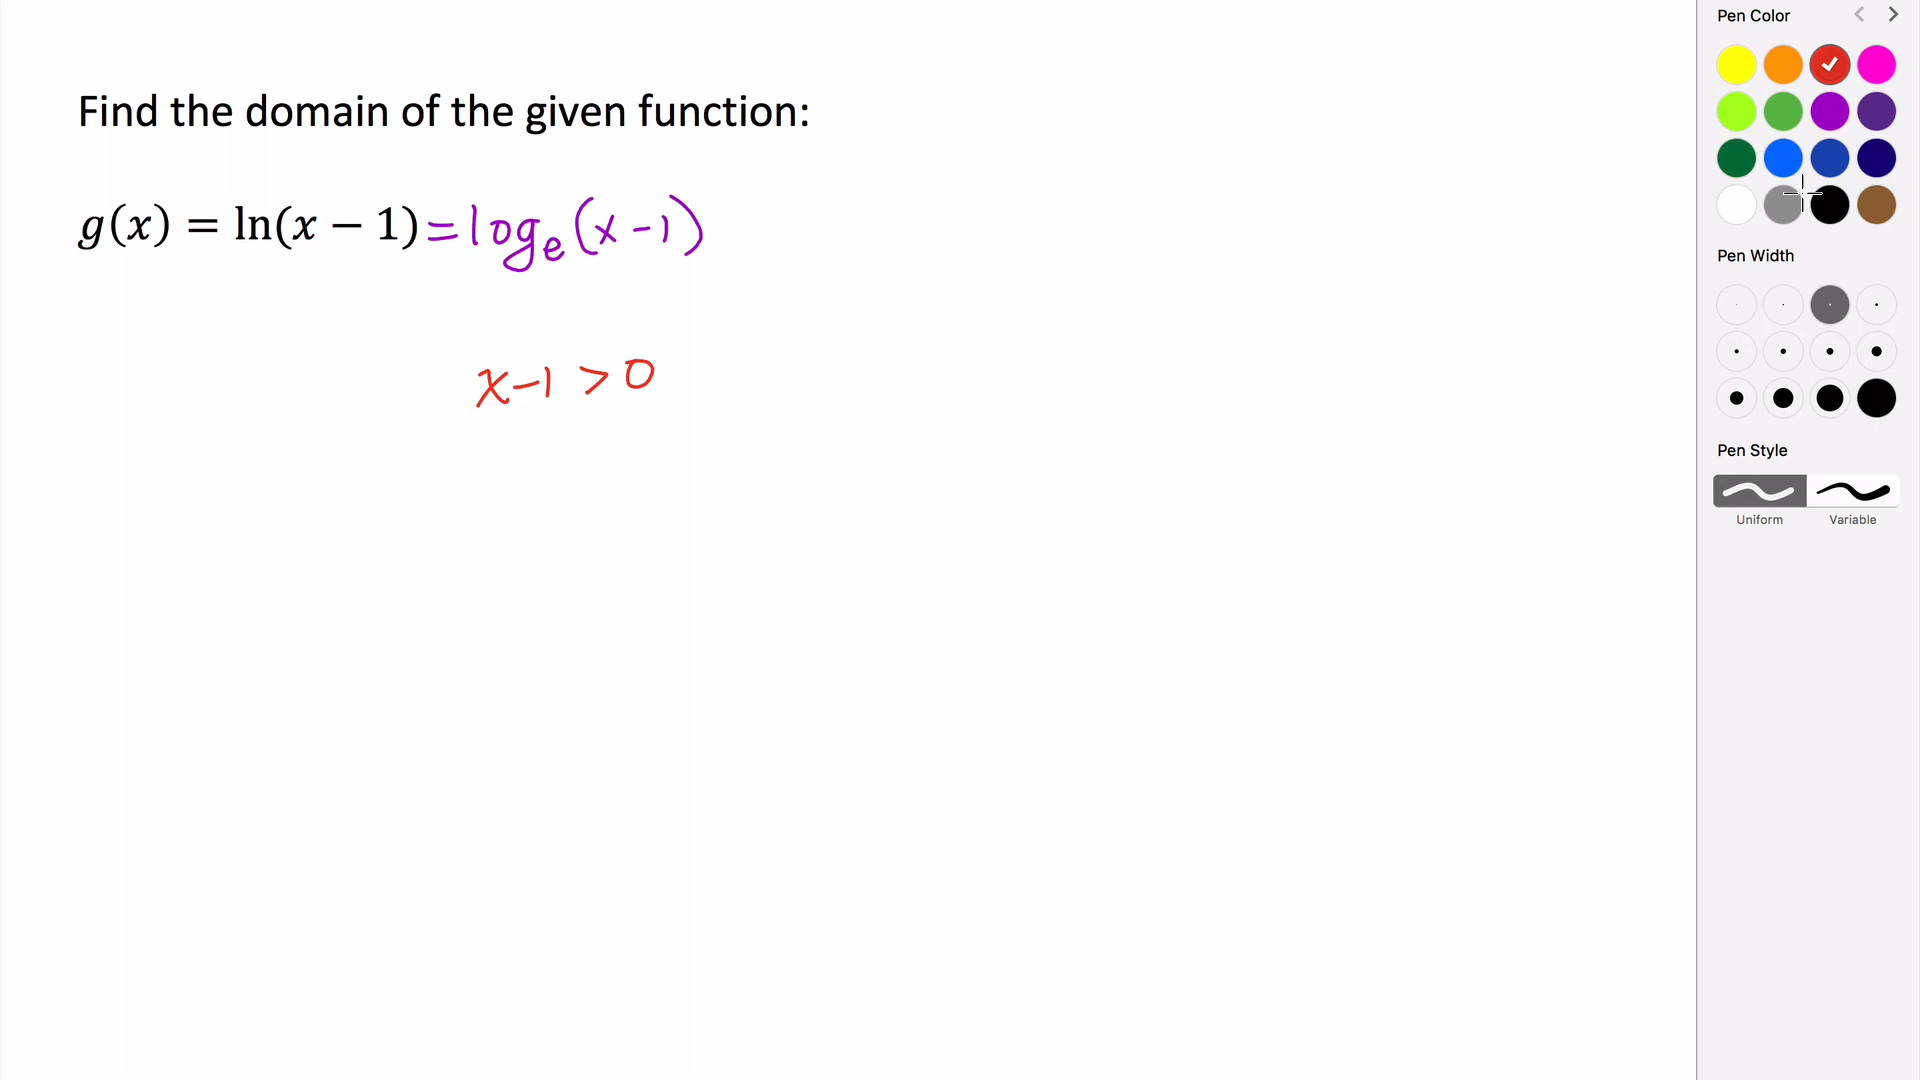 Find the domain of the given function:
g(x) = ln(x − 1) = logₑ(x − 1)
x − 1 > 0
Pen Color
Pen Width
Pen Style
Uniform Variable